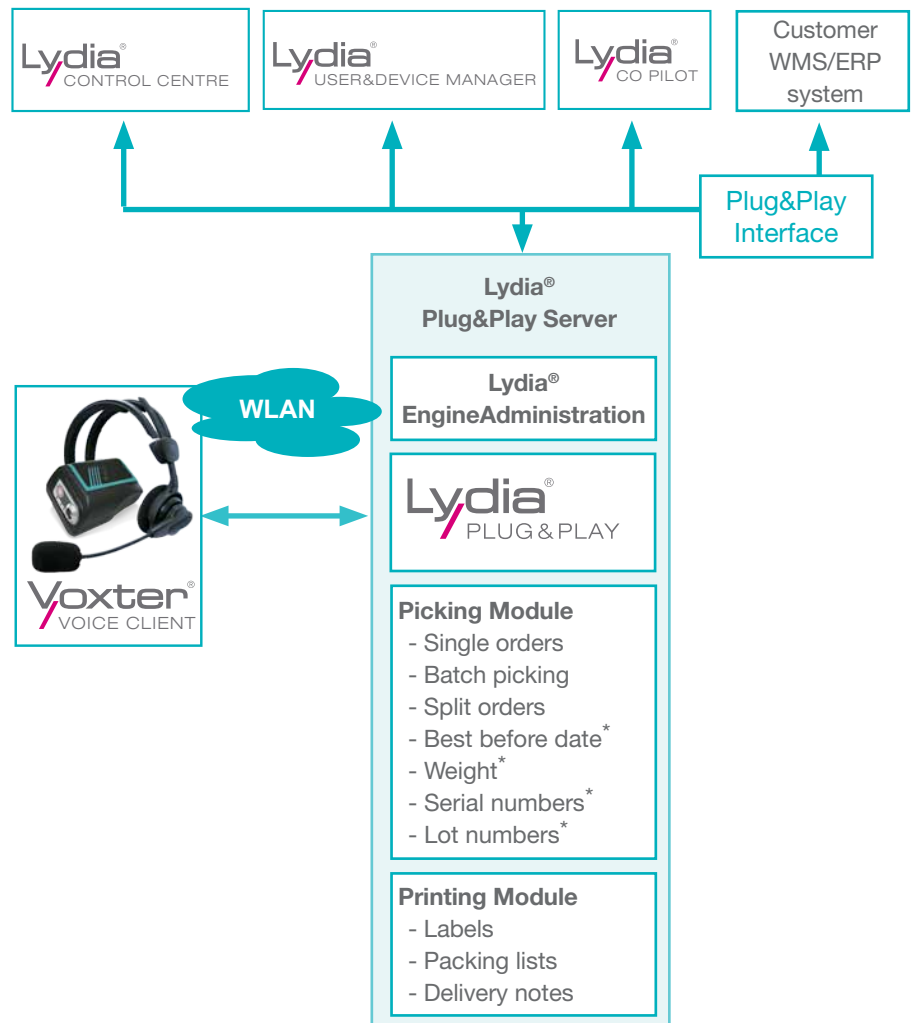 Lydia®
CONTROL CENTRE
Lydia®
USER&DEVICE MANAGER
Lydia®
CO PILOT
Customer
WMS/ERP
system
Plug&Play
Interface
Lydia®
Plug&Play Server
Lydia®
EngineAdministration
WLAN
Lydia®
PLUG&PLAY
Voxter®
VOICE CLIENT
Picking Module
- Single orders
- Batch picking
- Split orders
- Best before date*
- Weight*
- Serial numbers*
- Lot numbers*
Printing Module
- Labels
- Packing lists
- Delivery notes